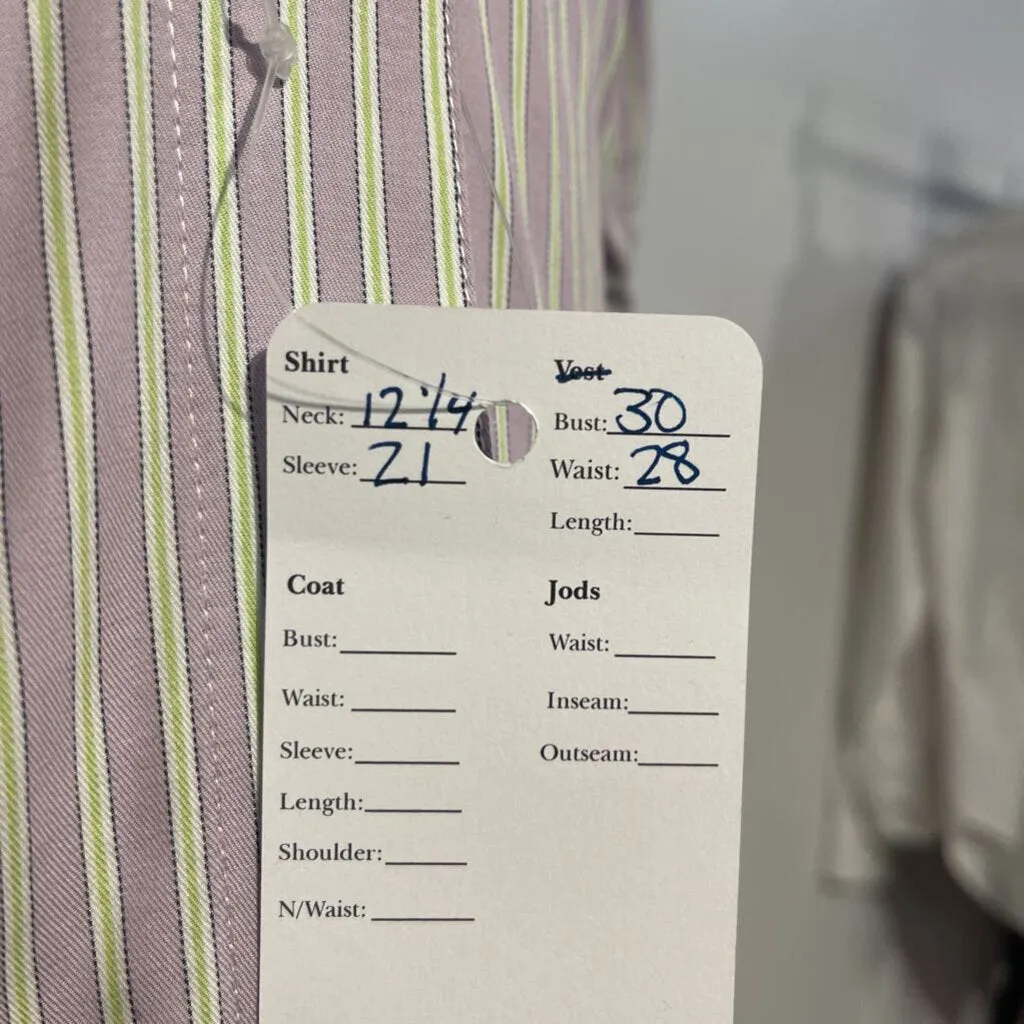 Shirt
Neck: 12 1/4
Sleeve: 21
Vest
Bust: 30
Waist: 28
Length:
Coat
Bust:
Waist:
Sleeve:
Length:
Shoulder:
N/Waist:
Jods
Waist:
Inseam:
Outseam: